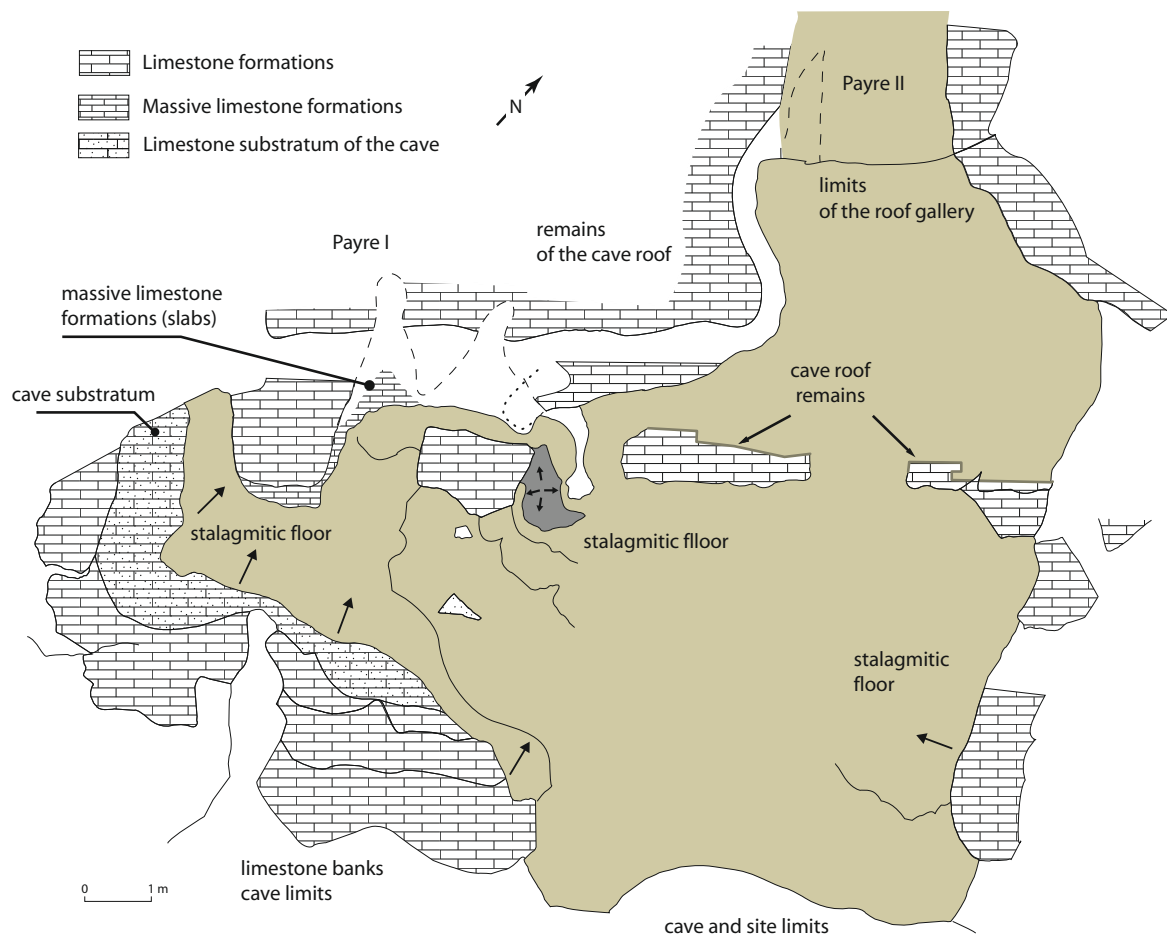 Limestone formations
Massive limestone formations
Limestone substratum of the cave
N
Payre II
limits
of the roof gallery
Payre I
remains
of the cave roof
massive limestone
formations (slabs)
cave substratum
cave roof
remains
stalagmitic floor
stalagmitic flloor
stalagmitic
floor
limestone banks
cave limits
0 1 m
cave and site limits